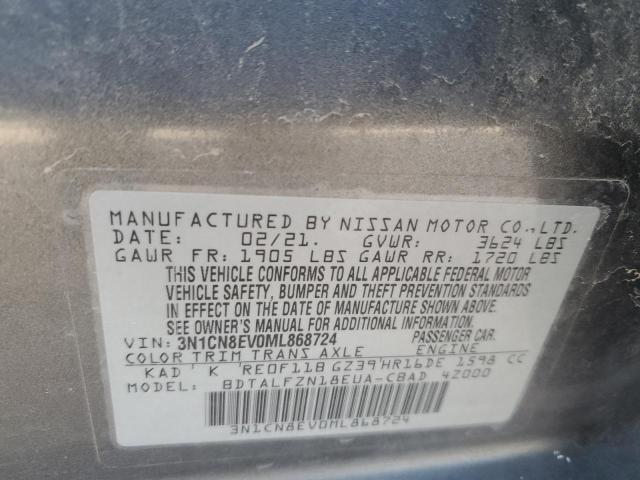 MANUFACTURED BY NISSAN MOTOR CO., LTD.
DATE: 02/21. GVWR: 3624 LBS
GAWR FR: 1905 LBS GAWR RR: 1720 LBS
THIS VEHICLE CONFORMS TO ALL APPLICABLE FEDERAL MOTOR
VEHICLE SAFETY, BUMPER AND THEFT PREVENTION STANDARDS
IN EFFECT ON THE DATE OF MANUFACTURE SHOWN ABOVE.
SEE OWNER'S MANUAL FOR ADDITIONAL INFORMATION.
VIN: 3N1CN8EV0ML868724 PASSENGER CAR.
COLOR TRIM TRANS AXLE ENGINE
KAD K RE0F11B GZ39 HR16DE 1598 CC
MODEL: BDTALFZN18EUA-CBAD 42000
3N1CN8EV0ML868724